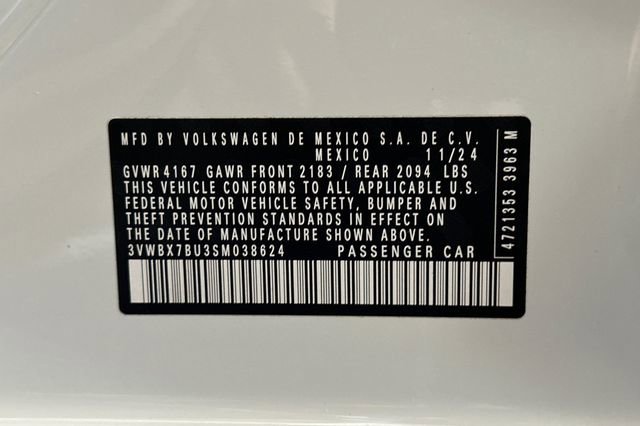 MFD BY VOLKSWAGEN DE MEXICO S.A. DE C.V.
MEXICO 11/24
GVWR 4167 GAWR FRONT 2183 / REAR 2094 LBS
THIS VEHICLE CONFORMS TO ALL APPLICABLE U.S.
FEDERAL MOTOR VEHICLE SAFETY, BUMPER AND
THEFT PREVENTION STANDARDS IN EFFECT ON
THE DATE OF MANUFACTURE SHOWN ABOVE.
3VWBX7BU3SM038624 PASSENGER CAR
4721353 3963 M